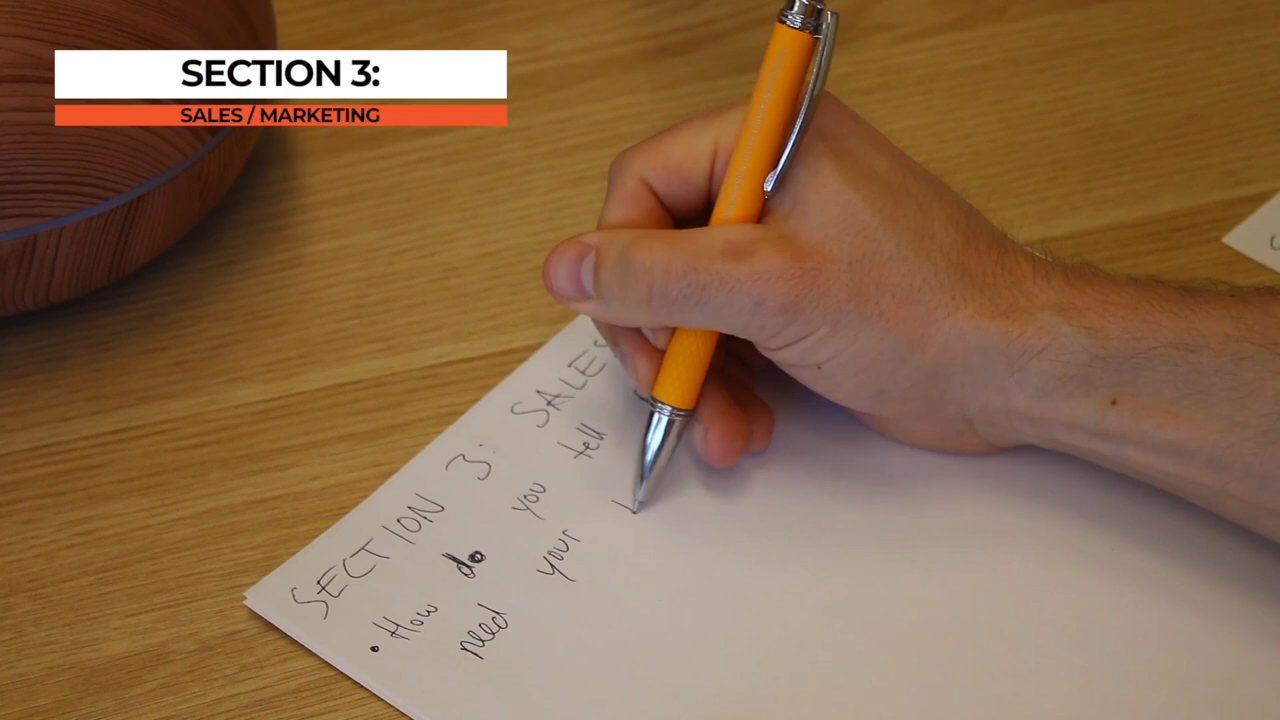 SECTION 3:
SALES / MARKETING
SECTION 3: SALES
• How do you tell
need your